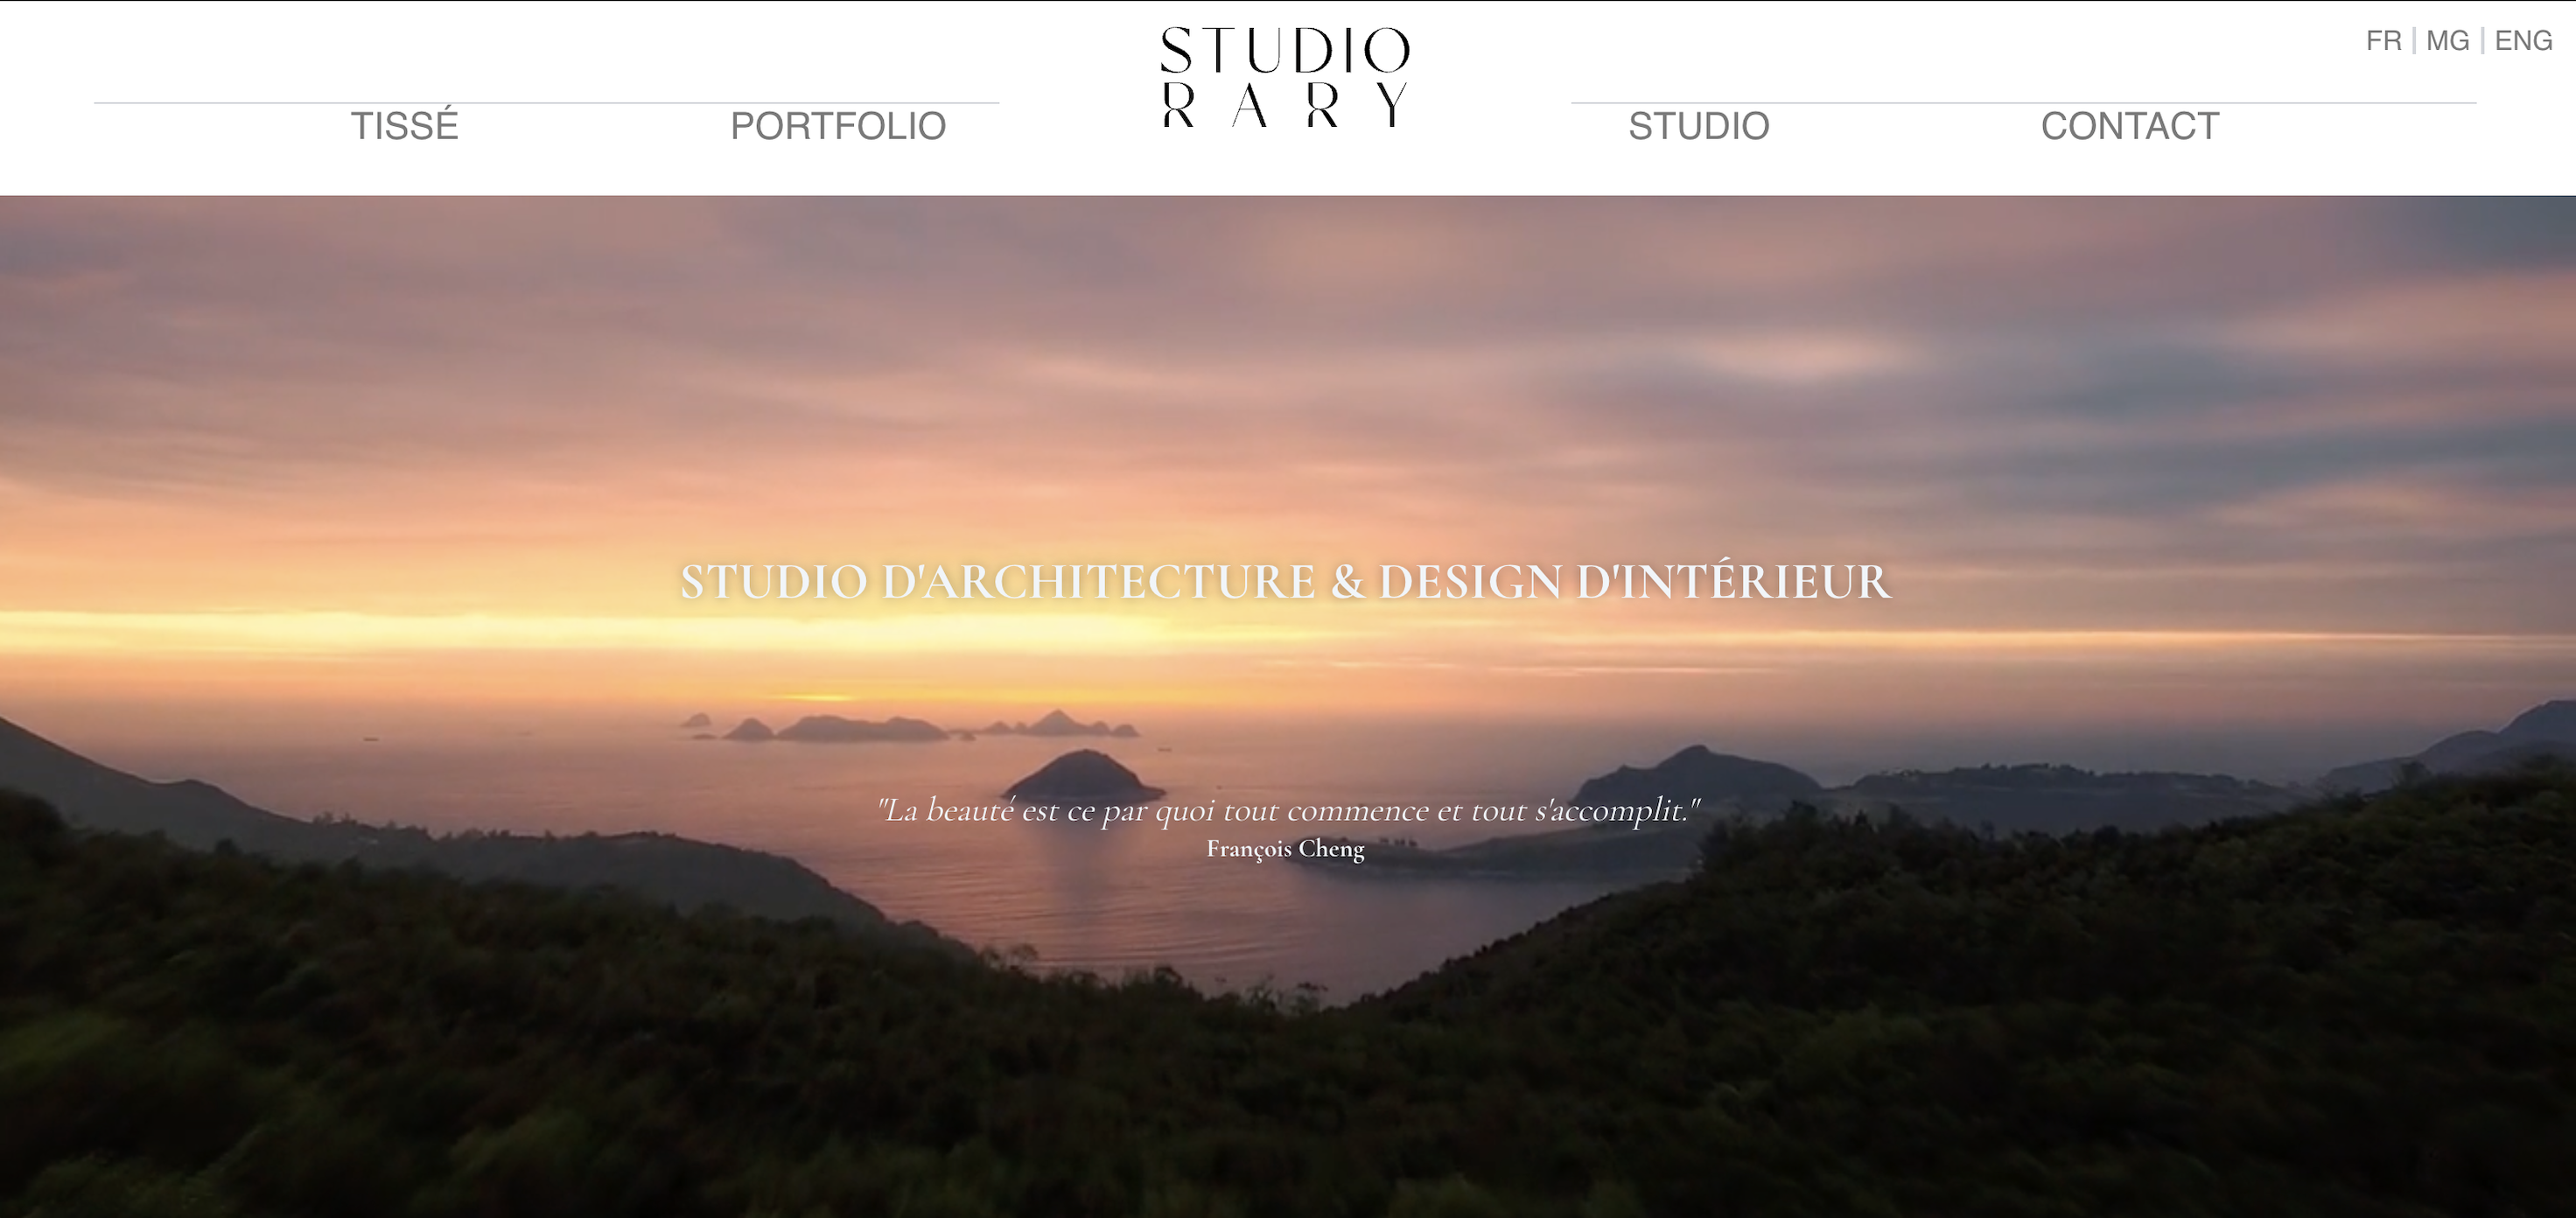 FR | MG | ENG
STUDIO
RARY
TISSÉ
PORTFOLIO
STUDIO
CONTACT
STUDIO D'ARCHITECTURE & DESIGN D'INTÉRIEUR
"La beauté est ce par quoi tout commence et tout s'accomplit."
François Cheng